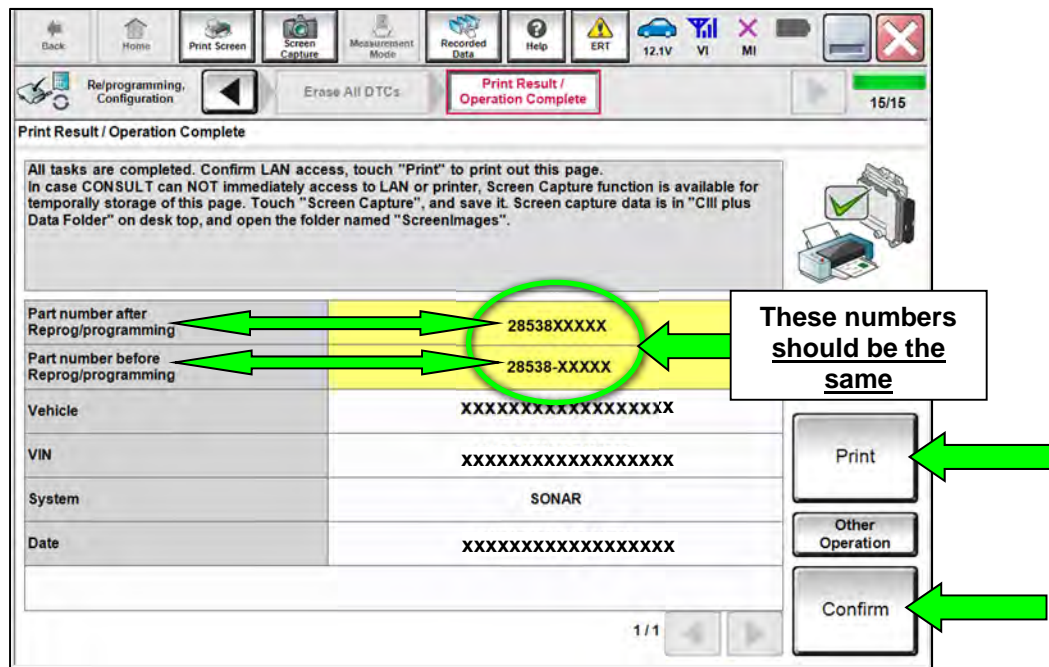 Back
Home
Print Screen
Screen
Capture
Measurement
Mode
Recorded
Data
Help
ERT
12.1V
VI
MI
Re/programming,
Configuration
Erase All DTCs
Print Result /
Operation Complete
15/15
Print Result / Operation Complete
All tasks are completed. Confirm LAN access, touch "Print" to print out this page.
In case CONSULT can NOT immediately access to LAN or printer, Screen Capture function is available for
temporally storage of this page. Touch "Screen Capture", and save it. Screen capture data is in "CIII plus
Data Folder" on desk top, and open the folder named "ScreenImages".
Part number after
Reprog/programming
28538XXXXX
Part number before
Reprog/programming
28538-XXXXX
These numbers
should be the
same
Vehicle
XXXXXXXXXXXXXXXXXX
VIN
XXXXXXXXXXXXXXXXXX
System
SONAR
Date
XXXXXXXXXXXXXXXXXX
Print
Other
Operation
Confirm
1/1